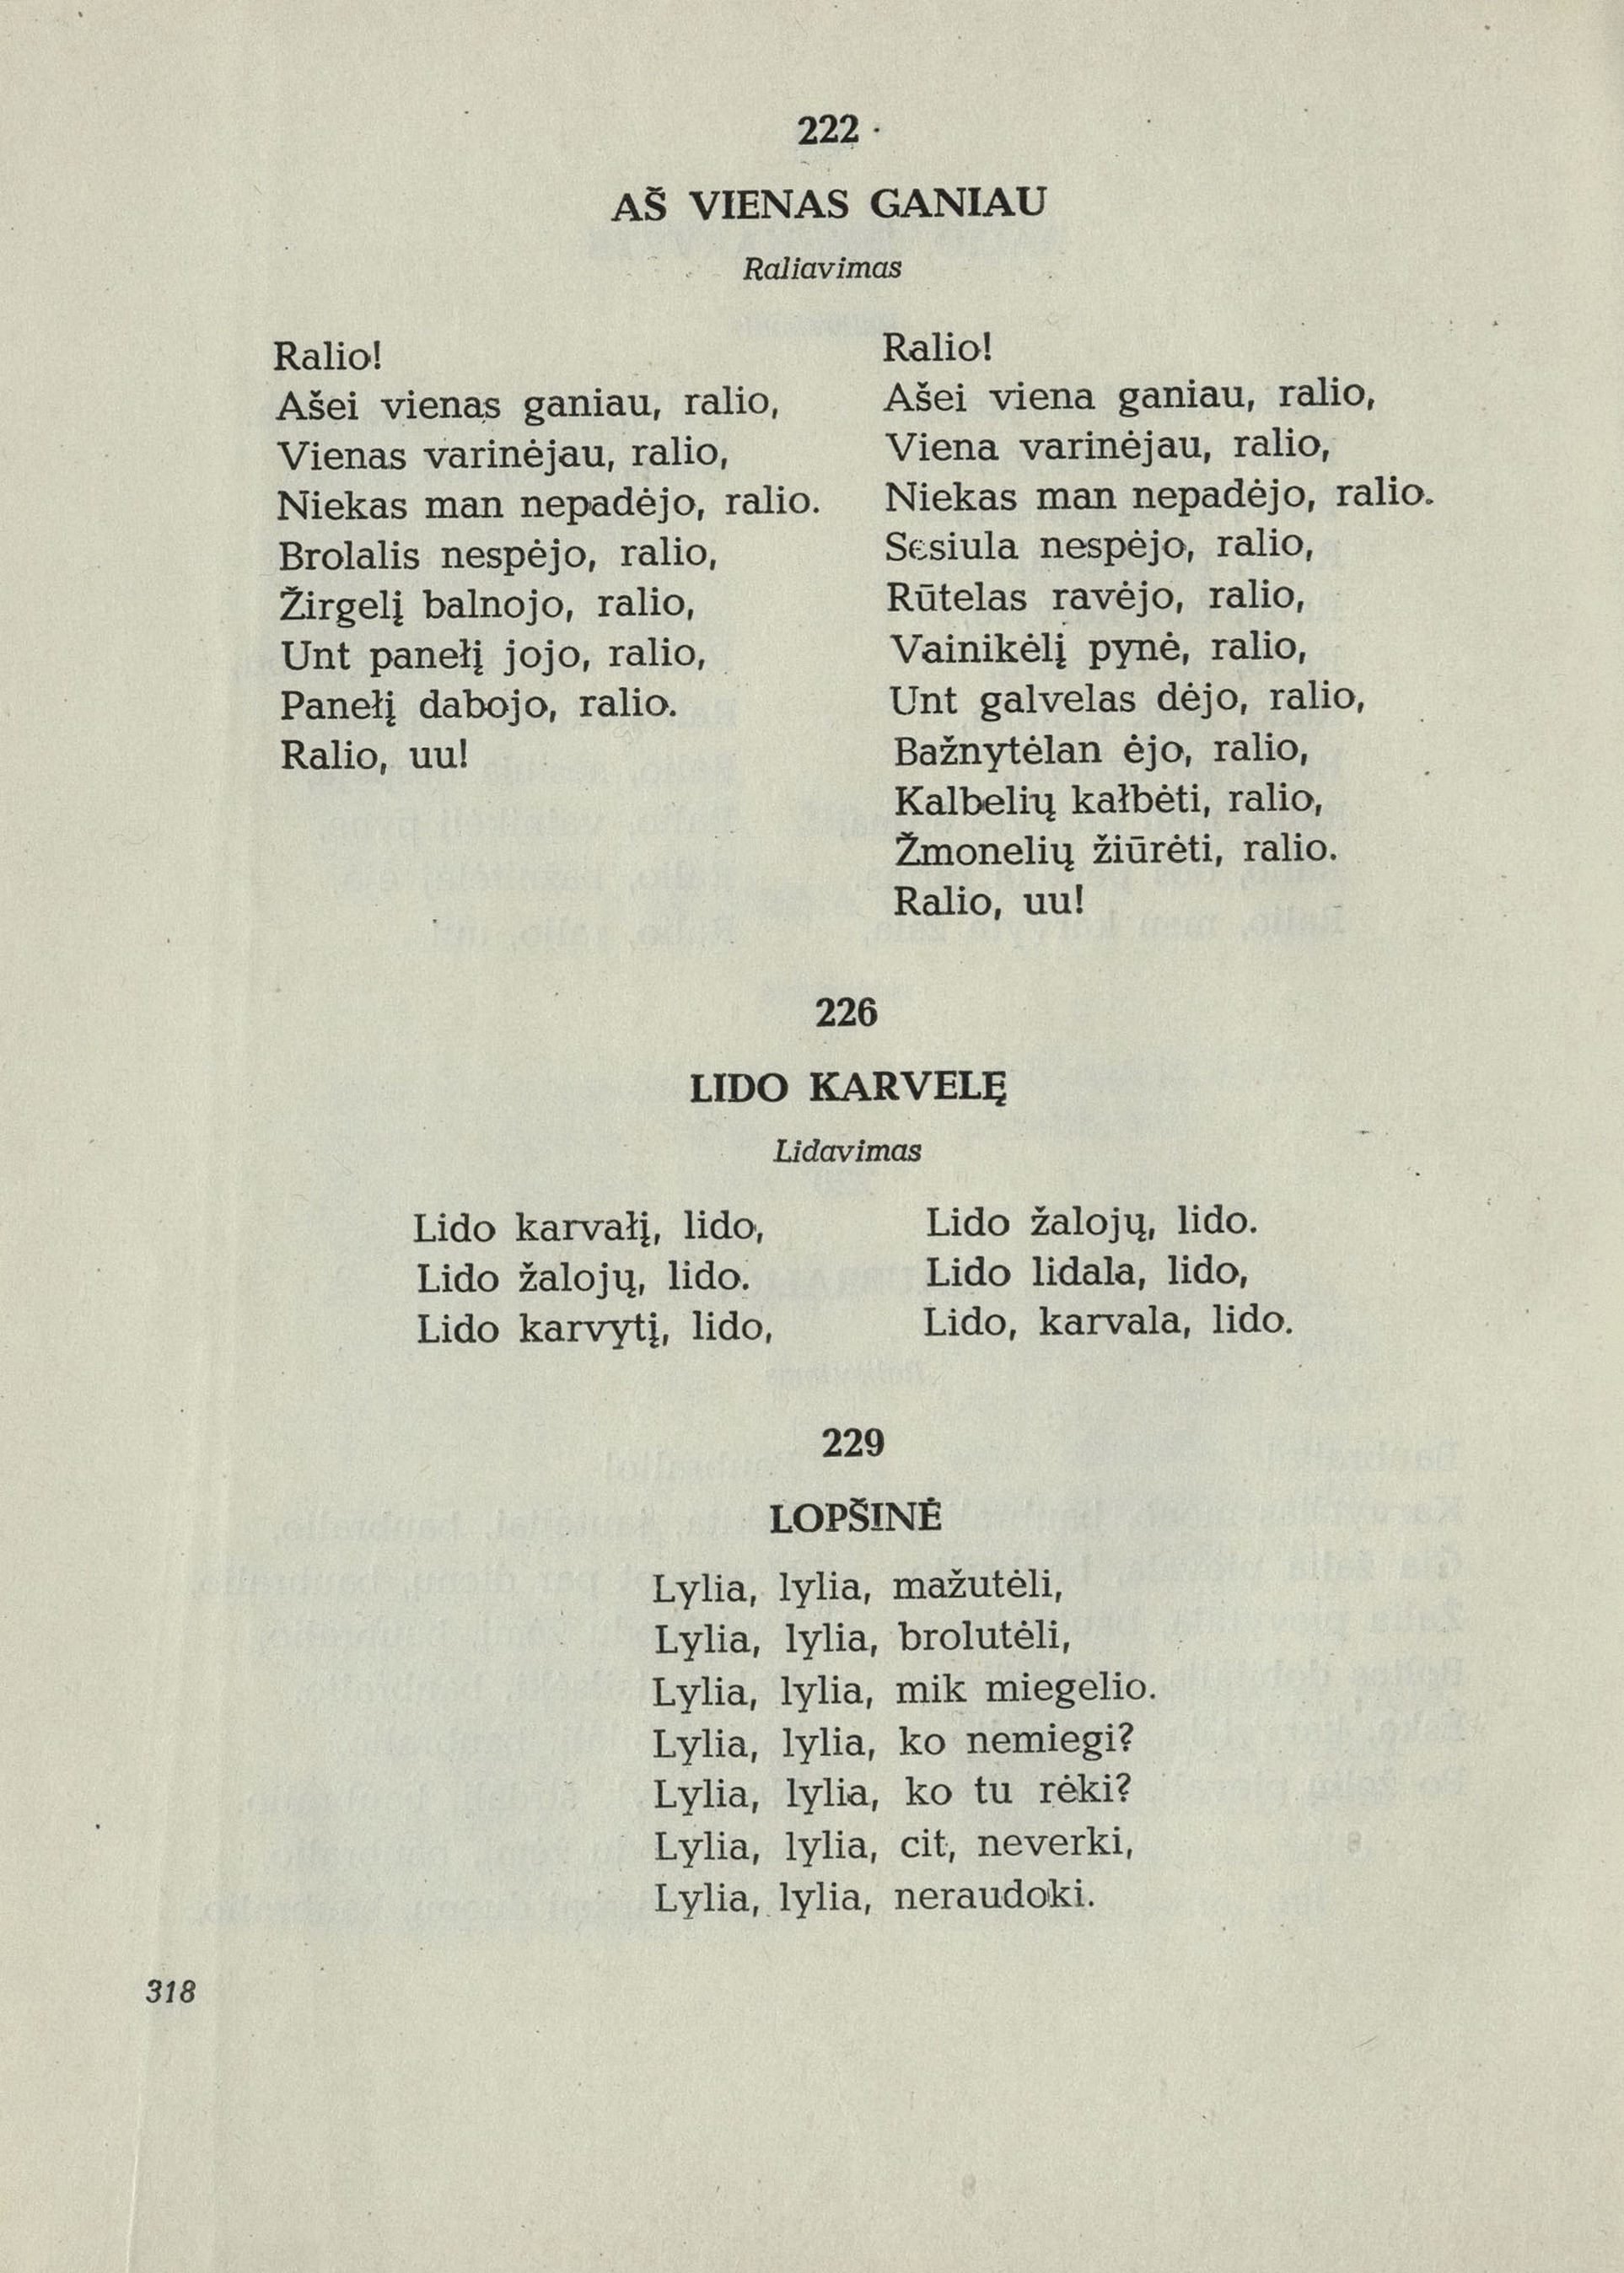 222
AŠ VIENAS GANIAU
Raliavimas
Ralio!
Ašei vienas ganiau, ralio,
Vienas varinėjau, ralio,
Niekas man nepadėjo, ralio.
Brolalis nespėjo, ralio,
Žirgelį balnojo, ralio,
Unt panełį jojo, ralio,
Panełį dabojo, ralio.
Ralio, uu!
Ralio!
Ašei viena ganiau, ralio,
Viena varinėjau, ralio,
Niekas man nepadėjo, ralio.
Sesiula nespėjo, ralio,
Rūtelas ravėjo, ralio,
Vainikėlį pynė, ralio,
Unt galvelas dėjo, ralio,
Bažnytėlan ėjo, ralio,
Kalbelių kałbėti, ralio,
Žmonelių žiūrėti, ralio.
Ralio, uu!
226
LIDO KARVELĘ
Lidavimas
Lido karvałį, lido,
Lido žalojų, lido.
Lido karvytį, lido,
Lido žalojų, lido.
Lido lidala, lido,
Lido, karvala, lido.
229
LOPŠINĖ
Lylia, lylia, mažutėli,
Lylia, lylia, brolutėli,
Lylia, lylia, mik miegelio.
Lylia, lylia, ko nemiegi?
Lylia, lylia, ko tu rėki?
Lylia, lylia, cit, neverki,
Lylia, lylia, neraudoki.
318